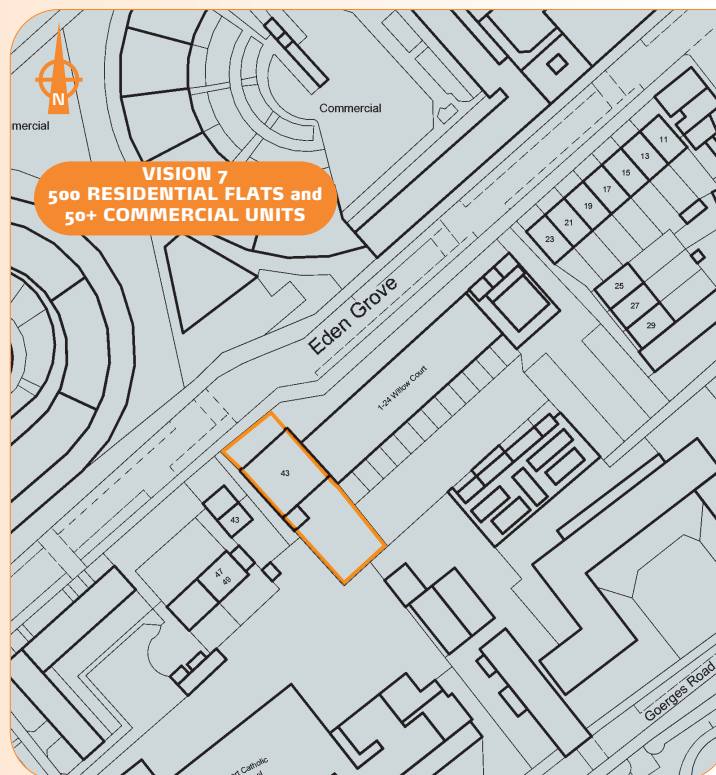 N
Commercial
mercial
VISION 7
500 RESIDENTIAL FLATS and
50+ COMMERCIAL UNITS
11
13
15
17
19
21
23
25
27
29
Eden Grove
1-24 Willow Court
43
43
47
49
Goerges Road
Catholic